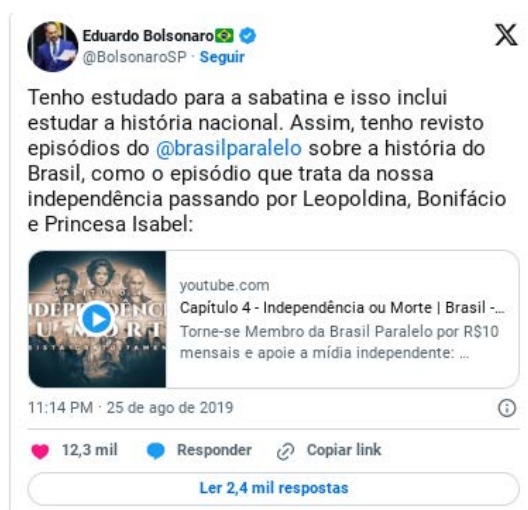 Eduardo Bolsonaro🇧🇷
@BolsonaroSP · Seguir
Tenho estudado para a sabatina e isso inclui
estudar a história nacional. Assim, tenho revisto
episódios do @brasilparalelo sobre a história do
Brasil, como o episódio que trata da nossa
independência passando por Leopoldina, Bonifácio
e Princesa Isabel:
youtube.com
Capítulo 4 - Independência ou Morte | Brasil -...
Torne-se Membro da Brasil Paralelo por R$10
mensais e apoie a mídia independente: ...
11:14 PM · 25 de ago de 2019
12,3 mil Responder Copiar link
Ler 2,4 mil respostas